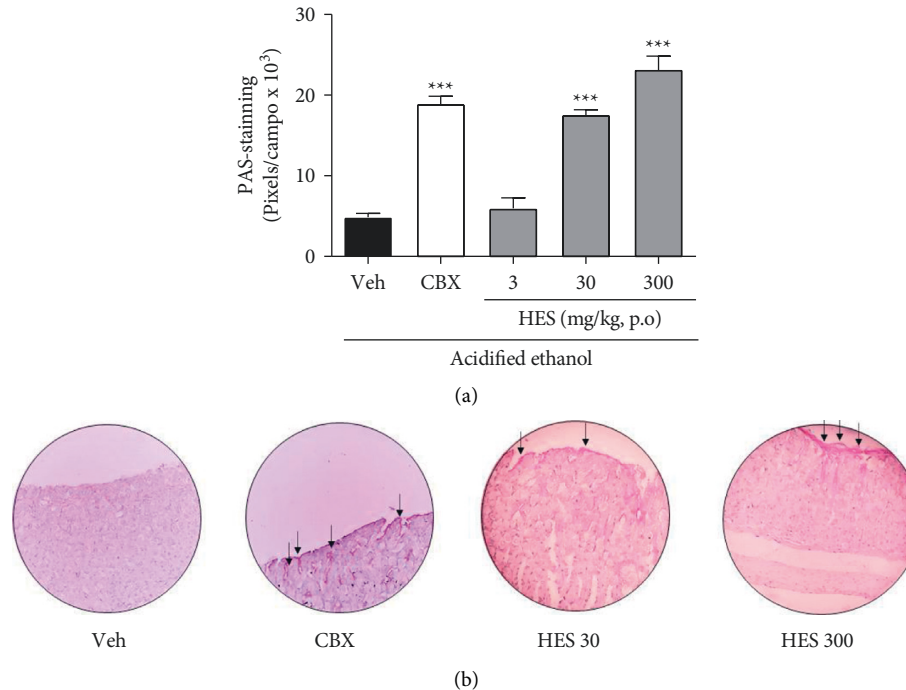 30
20
10
0
PAS-stainning
(Pixels/campo x 10³)
***
***
***
Veh CBX 3 30 300
HES (mg/kg, p.o)
Acidified ethanol
(a)
Veh CBX HES 30 HES 300
(b)